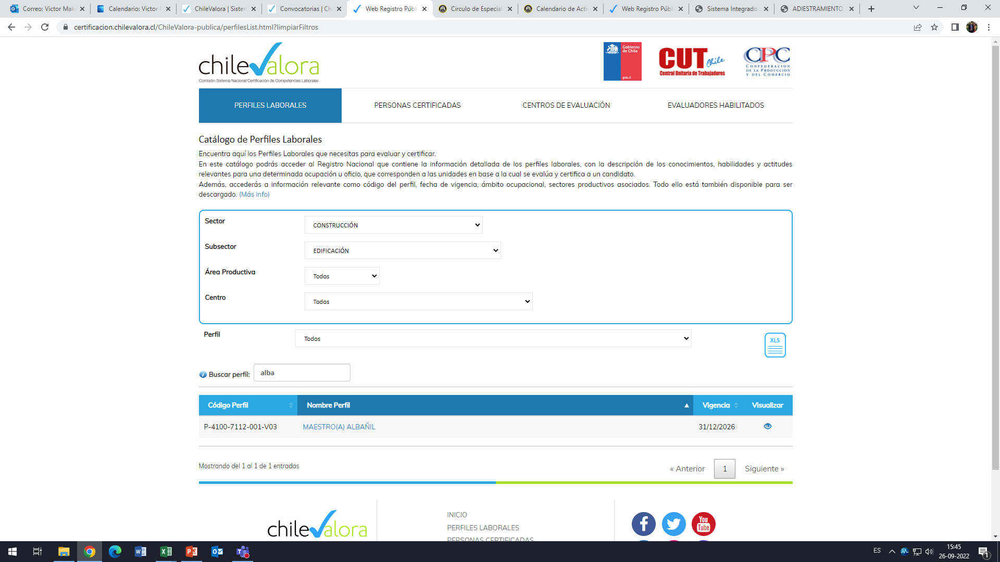 Correo: Victor Mak
Calendario: Victor
ChileValora | Sisten
Convocatorias | Ch
Web Registro Públi
Circulo de Especial
Calendario de Acti
Web Registro Públi
Sistema Integrado
ADIESTRAMIENTO
certificacion.chilevalora.cl/ChileValora-publica/perfilesList.html?limpiarFiltros
chileValora
Comisión Sistema Nacional Certificación de Competencias Laborales
Gobierno
de Chile
gob.cl
CUT Chile
Central Unitaria de Trabajadores
CPC
CONFEDERACION
DE LA PRODUCCION
Y DEL COMERCIO
PERFILES LABORALES
PERSONAS CERTIFICADAS
CENTROS DE EVALUACIÓN
EVALUADORES HABILITADOS
Catálogo de Perfiles Laborales
Encuentra aquí los Perfiles Laborales que necesitas para evaluar y certificar.
En este catálogo podrás acceder al Registro Nacional que contiene la información detallada de los perfiles laborales, con la descripción de los conocimientos, habilidades y actitudes
relevantes para una determinada ocupación u oficio, que corresponden a las unidades en base a la cual se evalúa y certifica a un candidato.
Además, accederás a información relevante como código del perfil, fecha de vigencia, ámbito ocupacional, sectores productivos asociados. Todo ello está también disponible para ser
descargado. (Más info)
Sector
CONSTRUCCIÓN
Subsector
EDIFICACIÓN
Área Productiva
Todos
Centro
Todos
Perfil
Todos
XLS
Buscar perfil:
alba
Código Perfil
Nombre Perfil
Vigencia
Visualizar
P-4100-7112-001-V03
MAESTRO(A) ALBAÑIL
31/12/2026
Mostrando del 1 al 1 de 1 entradas
« Anterior
1
Siguiente »
chileValora
INICIO
PERFILES LABORALES
PERSONAS CERTIFICADAS
You
Tube
ES
15:45
26-09-2022
1